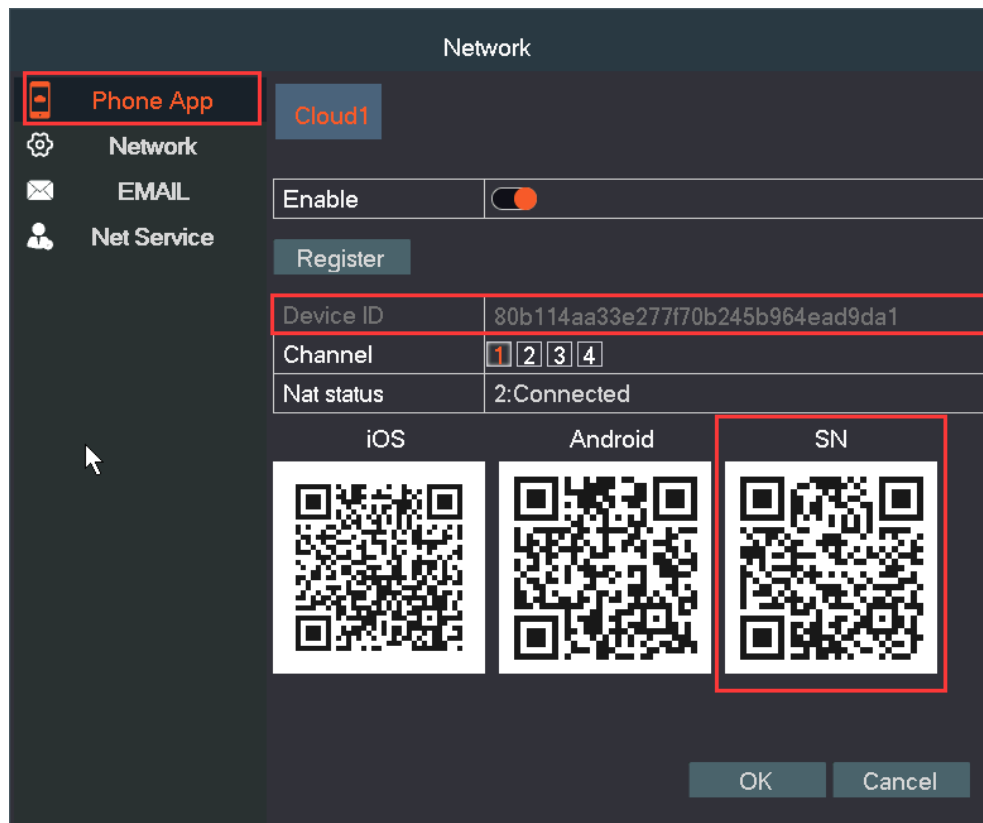 Network
Phone App
Network
EMAIL
Net Service
Cloud1
Enable
Register
Device ID 80b114aa33e277f70b245b964ead9da1
Channel 1 2 3 4
Nat status 2:Connected
iOS Android SN
OK Cancel